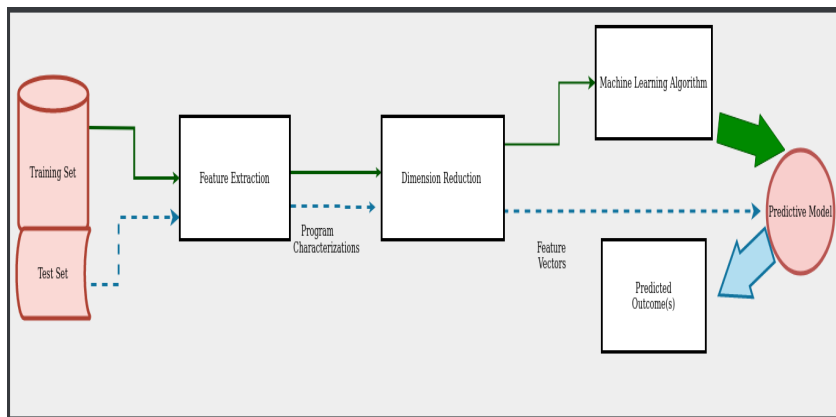 Machine Learning Algorithm
Training Set
Feature Extraction
Dimension Reduction
Predictive Model
Program
Characterizations
Feature
Vectors
Test Set
Predicted
Outcome(s)